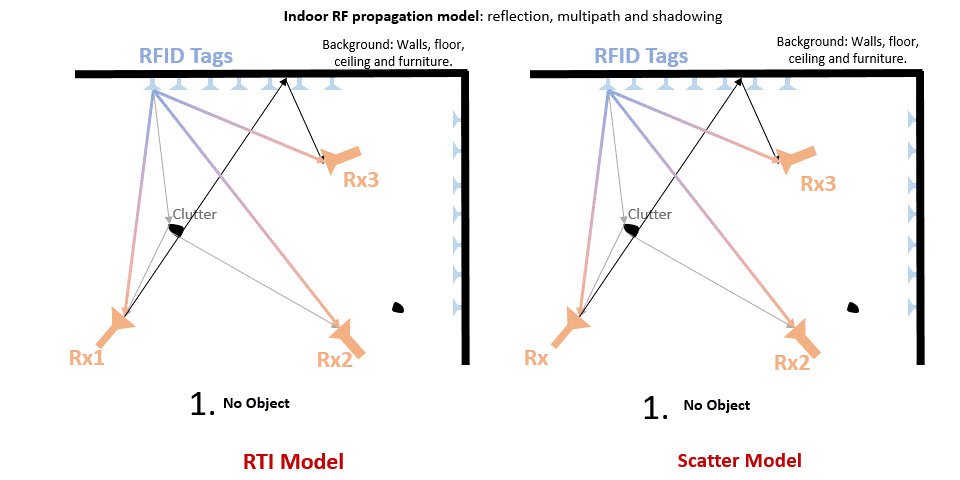 Indoor RF propagation model: reflection, multipath and shadowing
RFID Tags
Background: Walls, floor,
ceiling and furniture.
Rx3
Clutter
Rx1
Rx2
1. No Object
RTI Model
RFID Tags
Background: Walls, floor,
ceiling and furniture.
Rx3
Clutter
Rx
Rx2
1. No Object
Scatter Model